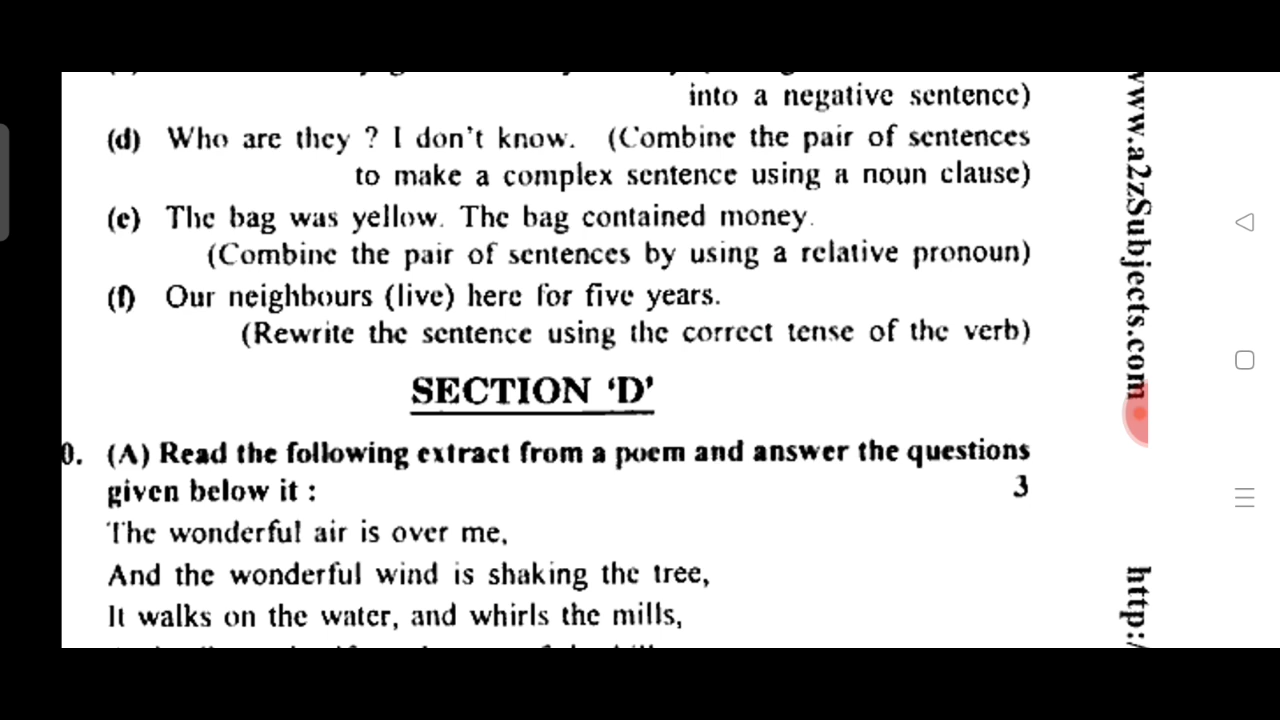 into a negative sentence)
(d) Who are they ? I don't know. (Combine the pair of sentences
to make a complex sentence using a noun clause)
(e) The bag was yellow. The bag contained money.
(Combine the pair of sentences by using a relative pronoun)
(f) Our neighbours (live) here for five years.
(Rewrite the sentence using the correct tense of the verb)
SECTION 'D'
0. (A) Read the following extract from a poem and answer the questions
given below it : 3
The wonderful air is over me,
And the wonderful wind is shaking the tree,
It walks on the water, and whirls the mills,
www.a2zSubjects.com
http:/